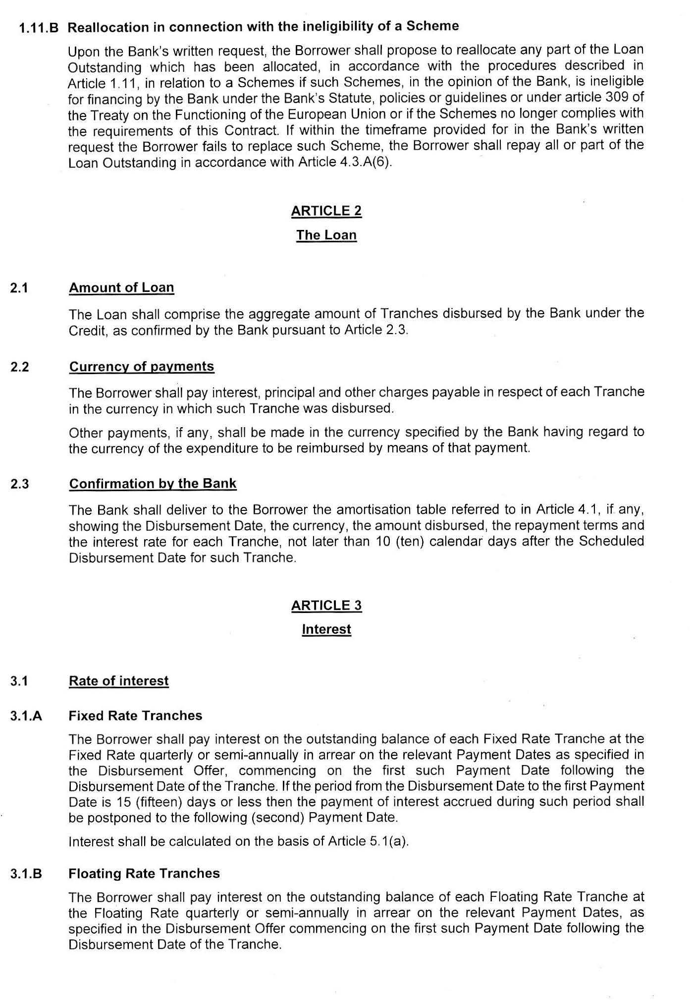 1.11.B Reallocation in connection with the ineligibility of a Scheme
Upon the Bank's written request, the Borrower shall propose to reallocate any part of the Loan
Outstanding which has been allocated, in accordance with the procedures described in
Article 1.11, in relation to a Schemes if such Schemes, in the opinion of the Bank, is ineligible
for financing by the Bank under the Bank's Statute, policies or guidelines or under article 309 of
the Treaty on the Functioning of the European Union or if the Schemes no longer complies with
the requirements of this Contract. If within the timeframe provided for in the Bank's written
request the Borrower fails to replace such Scheme, the Borrower shall repay all or part of the
Loan Outstanding in accordance with Article 4.3.A(6).
ARTICLE 2
The Loan
2.1 Amount of Loan
The Loan shall comprise the aggregate amount of Tranches disbursed by the Bank under the
Credit, as confirmed by the Bank pursuant to Article 2.3.
2.2 Currency of payments
The Borrower shall pay interest, principal and other charges payable in respect of each Tranche
in the currency in which such Tranche was disbursed.
Other payments, if any, shall be made in the currency specified by the Bank having regard to
the currency of the expenditure to be reimbursed by means of that payment.
2.3 Confirmation by the Bank
The Bank shall deliver to the Borrower the amortisation table referred to in Article 4.1, if any,
showing the Disbursement Date, the currency, the amount disbursed, the repayment terms and
the interest rate for each Tranche, not later than 10 (ten) calendar days after the Scheduled
Disbursement Date for such Tranche.
ARTICLE 3
Interest
3.1 Rate of interest
3.1.A Fixed Rate Tranches
The Borrower shall pay interest on the outstanding balance of each Fixed Rate Tranche at the
Fixed Rate quarterly or semi-annually in arrear on the relevant Payment Dates as specified in
the Disbursement Offer, commencing on the first such Payment Date following the
Disbursement Date of the Tranche. If the period from the Disbursement Date to the first Payment
Date is 15 (fifteen) days or less then the payment of interest accrued during such period shall
be postponed to the following (second) Payment Date.
Interest shall be calculated on the basis of Article 5.1(a).
3.1.B Floating Rate Tranches
The Borrower shall pay interest on the outstanding balance of each Floating Rate Tranche at
the Floating Rate quarterly or semi-annually in arrear on the relevant Payment Dates, as
specified in the Disbursement Offer commencing on the first such Payment Date following the
Disbursement Date of the Tranche.